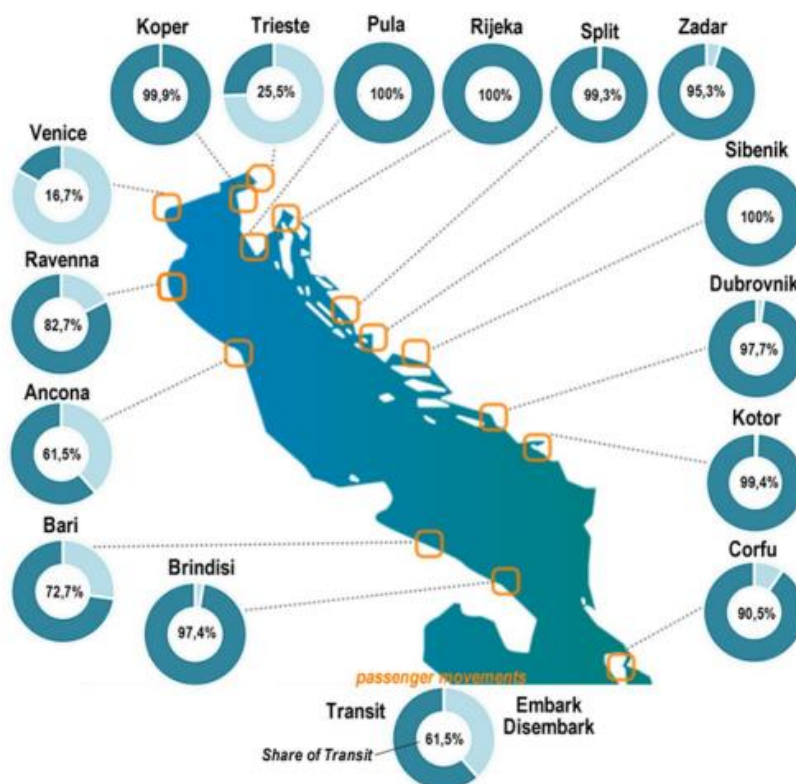 Koper
99,9%
Trieste
25,5%
Pula
100%
Rijeka
100%
Split
99,3%
Zadar
95,3%
Venice
16,7%
Sibenik
100%
Ravenna
82,7%
Dubrovnik
97,7%
Ancona
61,5%
Kotor
99,4%
Bari
72,7%
Brindisi
97,4%
Corfu
90,5%
passenger movements
Transit
Embark
Disembark
61,5%
Share of Transit